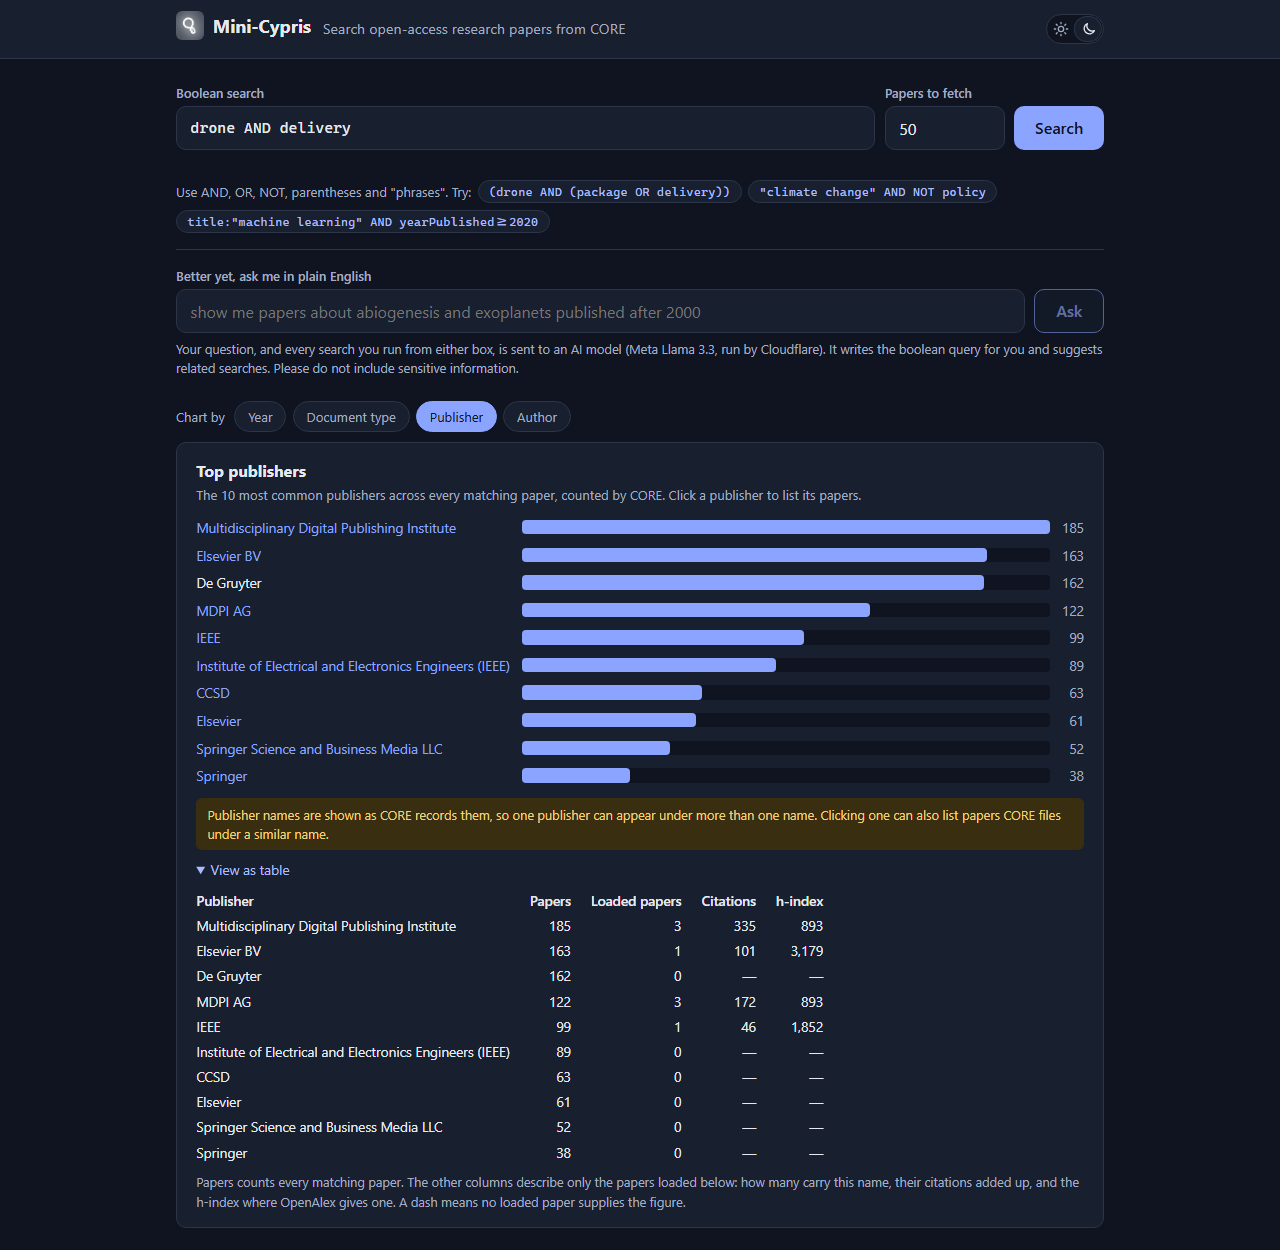 Mini-Cypris Search open-access research papers from CORE
Boolean search
Papers to fetch
drone AND delivery
50
Search
Use AND, OR, NOT, parentheses and "phrases". Try: (drone AND (package OR delivery)) "climate change" AND NOT policy
title:"machine learning" AND yearPublished>=2020
Better yet, ask me in plain English
show me papers about abiogenesis and exoplanets published after 2000
Ask
Your question, and every search you run from either box, is sent to an AI model (Meta Llama 3.3, run by Cloudflare). It writes the boolean query for you and suggests
related searches. Please do not include sensitive information.
Chart by Year Document type Publisher Author
Top publishers
The 10 most common publishers across every matching paper, counted by CORE. Click a publisher to list its papers.
Multidisciplinary Digital Publishing Institute 185
Elsevier BV 163
De Gruyter 162
MDPI AG 122
IEEE 99
Institute of Electrical and Electronics Engineers (IEEE) 89
CCSD 63
Elsevier 61
Springer Science and Business Media LLC 52
Springer 38
Publisher names are shown as CORE records them, so one publisher can appear under more than one name. Clicking one can also list papers CORE files
under a similar name.
▼ View as table
Publisher Papers Loaded papers Citations h-index
Multidisciplinary Digital Publishing Institute 185 3 335 893
Elsevier BV 163 1 101 3,179
De Gruyter 162 0 — —
MDPI AG 122 3 172 893
IEEE 99 1 46 1,852
Institute of Electrical and Electronics Engineers (IEEE) 89 0 — —
CCSD 63 0 — —
Elsevier 61 0 — —
Springer Science and Business Media LLC 52 0 — —
Springer 38 0 — —
Papers counts every matching paper. The other columns describe only the papers loaded below: how many carry this name, their citations added up, and the
h-index where OpenAlex gives one. A dash means no loaded paper supplies the figure.